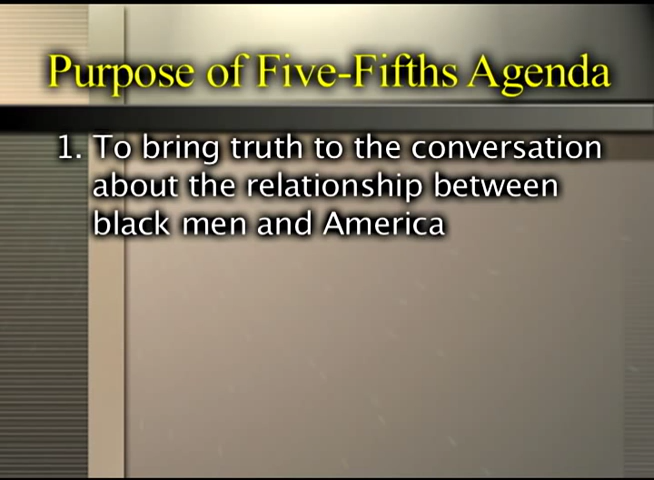 Purpose of Five-Fifths Agenda
1. To bring truth to the conversation
about the relationship between
black men and America